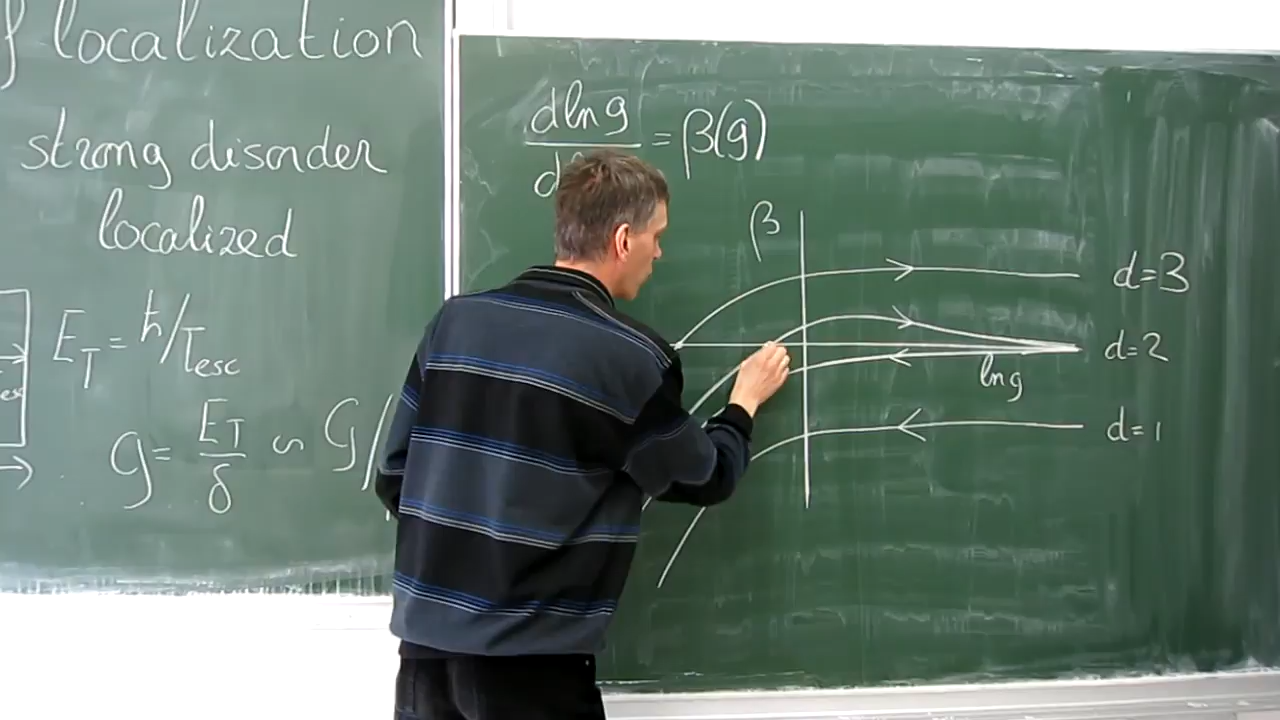 f localization
strong disorder
localized
E_T = ħ/τ_esc
g = E_T/δ ∽ G/
d ln g
= β(g)
d
β
d=3
d=2
ln g
d=1